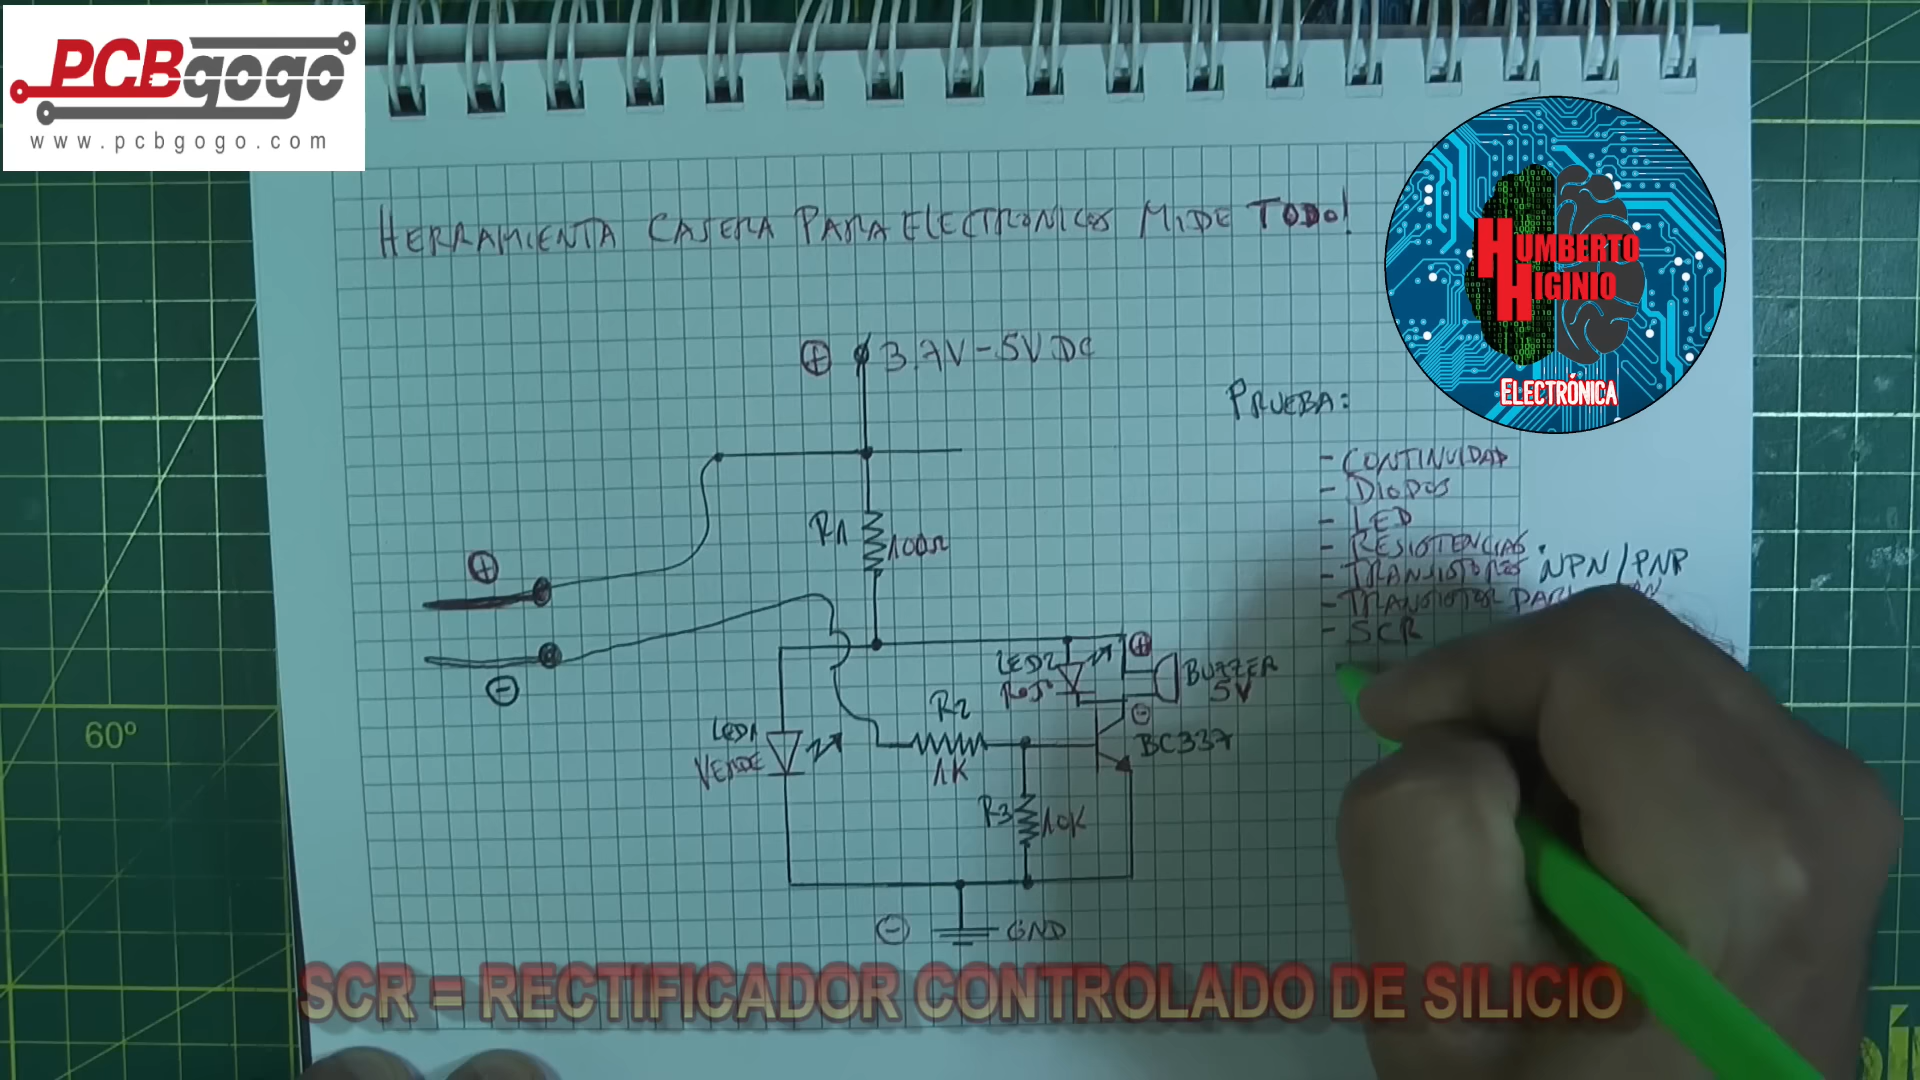 PCBgogo
www.pcbgogo.com
HERRAMIENTA CASERA PARA ELECTRONICOS MIDE TODO!
HUMBERTO
HIGINIO
ELECTRÓNICA
+ 3.7V-5V DC
PRUEBA:
- CONTINUIDAD
- DIODOS
- LED
- RESISTENCIAS
- TRANSISTORES NPN/PNP
- TRANSISTOR
- SCR
R1
100Ω
+
-
LED2
ROJO
+
BUZZER
5V
-
BC337
R2
1K
LED1
VERDE
R3
10K
-
GND
SCR = RECTIFICADOR CONTROLADO DE SILICIO
60º